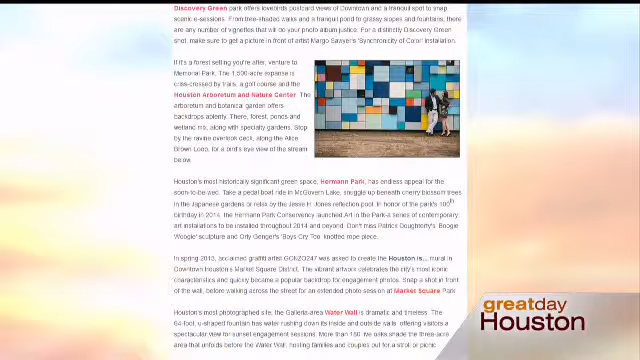 Discovery Green park offers lovebirds postcard views of Downtown and a tranquil spot to snap
scenic e-sessions. From tree-shaded walks and a tranquil pond to grassy slopes and fountains, there
are any number of vignettes that will do your photo album justice. For a distinctly Discovery Green
shot, make sure to get a picture in front of artist Margo Sawyer's 'Synchronicity of Color' installation.
If it's a forest setting you're after, venture to
Memorial Park. The 1,500-acre expanse is
criss-crossed by trails, a golf course and the
Houston Arboretum and Nature Center. The
arboretum and botanical garden offers
backdrops aplenty. There, forest, ponds and
wetland mix, along with specialty gardens. Stop
by the ravine overlook deck, along the Alice
Brown Loop, for a bird's eye view of the stream
below.
Houston's most historically significant green space, Hermann Park, has endless appeal for the
soon-to-be wed. Take a pedal boat ride in McGovern Lake, snuggle up beneath cherry blossom trees
in the Japanese gardens or relax by the Jesse H. Jones reflection pool. In honor of the park's 100th
birthday in 2014, the Hermann Park Conservancy launched Art in the Park-a series of contemporary
art installations to be installed throughout 2014 and beyond. Don't miss Patrick Doughtery's 'Boogie
Woogie' sculpture and Orly Genger's 'Boys Cry Too' knotted rope piece.
In spring 2013, acclaimed graffiti artist GONZO247 was asked to create the Houston is... mural in
Downtown Houston's Market Square District. The vibrant artwork celebrates the city's most iconic
characteristics and quickly became a popular backdrop for engagement photos. Snap a shot in front
of the wall, before walking across the street for an extended photo session at Market Square Park
Houston's most photographed site, the Galleria-area Water Wall is dramatic and timeless. The
64-foot, u-shaped fountain has water rushing down its inside and outside walls offering visitors a
spectacular view for sunset engagement sessions. More than 180 live oaks shade the three-acre
area that unfolds before the Water Wall, hosting families and couples out for a stroll or picnic
great day
Houston